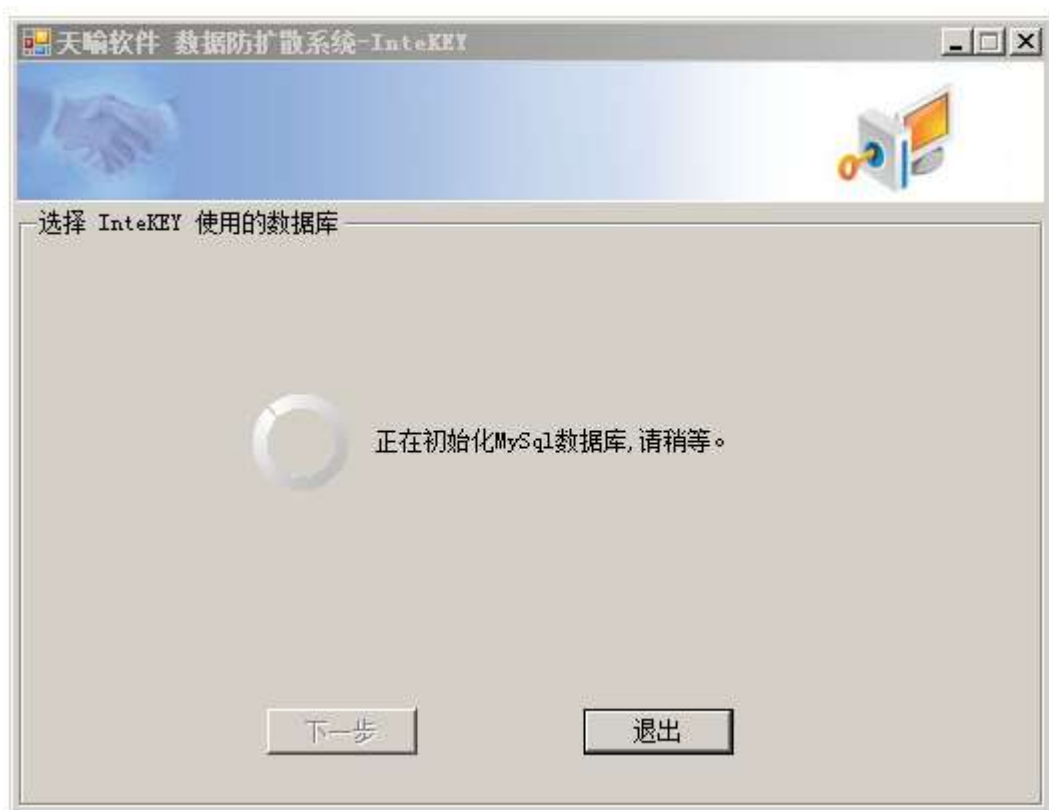 天喻软件 数据防扩散系统-InteKEY
选择 InteKEY 使用的数据库
正在初始化MySql数据库,请稍等。
下一步
退出